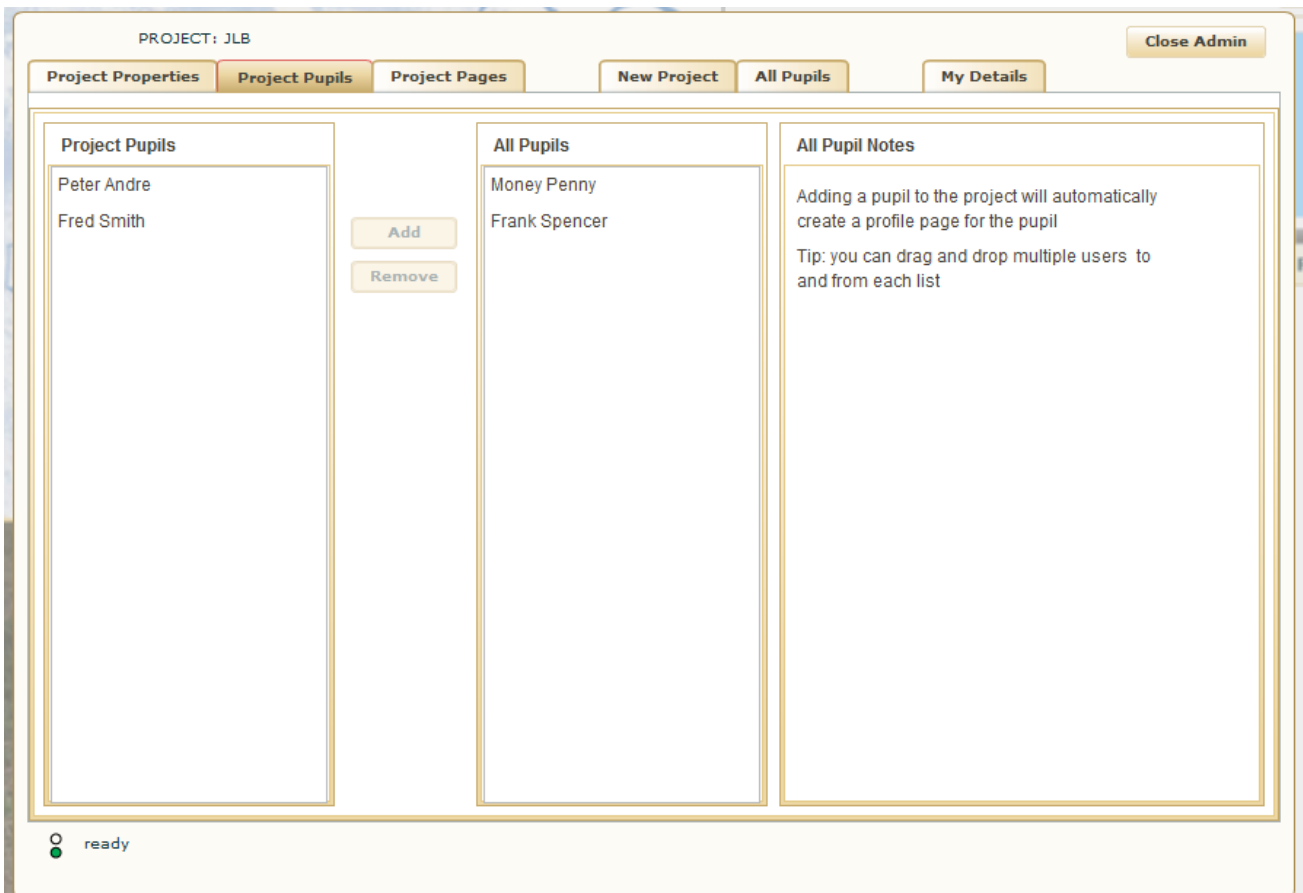 PROJECT: JLB
Close Admin
Project Properties
Project Pupils
Project Pages
New Project
All Pupils
My Details
Project Pupils
Peter Andre
Fred Smith
Add
Remove
All Pupils
Money Penny
Frank Spencer
All Pupil Notes
Adding a pupil to the project will automatically
create a profile page for the pupil
Tip: you can drag and drop multiple users to
and from each list
ready